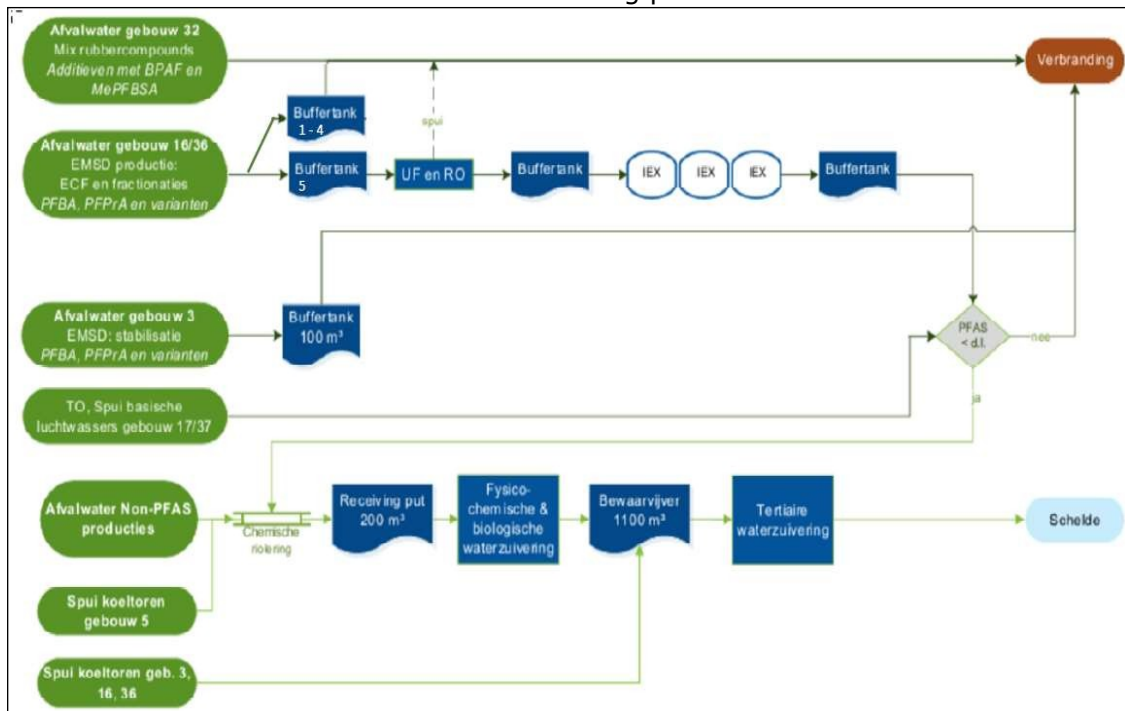 Afvalwater gebouw 32
Mix rubbercompounds
Additieven met BPAF en
MePFBSA
Verbranding
Buffertank
1-4
spui
Afvalwater gebouw 16/36
EMSD productie:
ECF en fractionaties
PFBA, PFPrA en varianten
Buffertank
5
UF en RO
Buffertank
IEX
IEX
IEX
Buffertank
Afvalwater gebouw 3
EMSD: stabilisatie
PFBA, PFPrA en varianten
Buffertank
100 m³
PFAS
< d.l.
nee
ja
TO, Spui basische
luchtwassers gebouw 17/37
Afvalwater Non-PFAS
producties
Chemische
riolering
Receiving put
200 m³
Fysico-
chemische &
biologische
waterzuivering
Bewaarvijver
1100 m³
Tertiaire
waterzuivering
Schelde
Spui koeltoren
gebouw 5
Spui koeltoren geb. 3,
16, 36